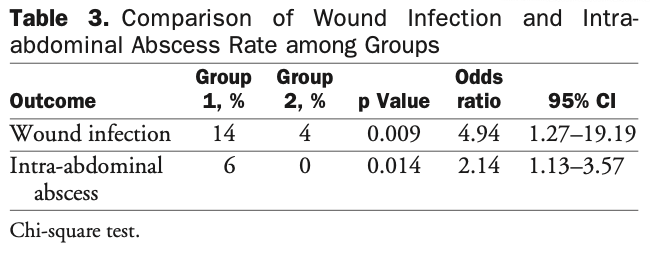 Table 3. Comparison of Wound Infection and Intra-
abdominal Abscess Rate among Groups
Group Group Odds
Outcome 1, % 2, % p Value ratio 95% CI
Wound infection 14 4 0.009 4.94 1.27–19.19
Intra-abdominal 6 0 0.014 2.14 1.13–3.57
abscess
Chi-square test.